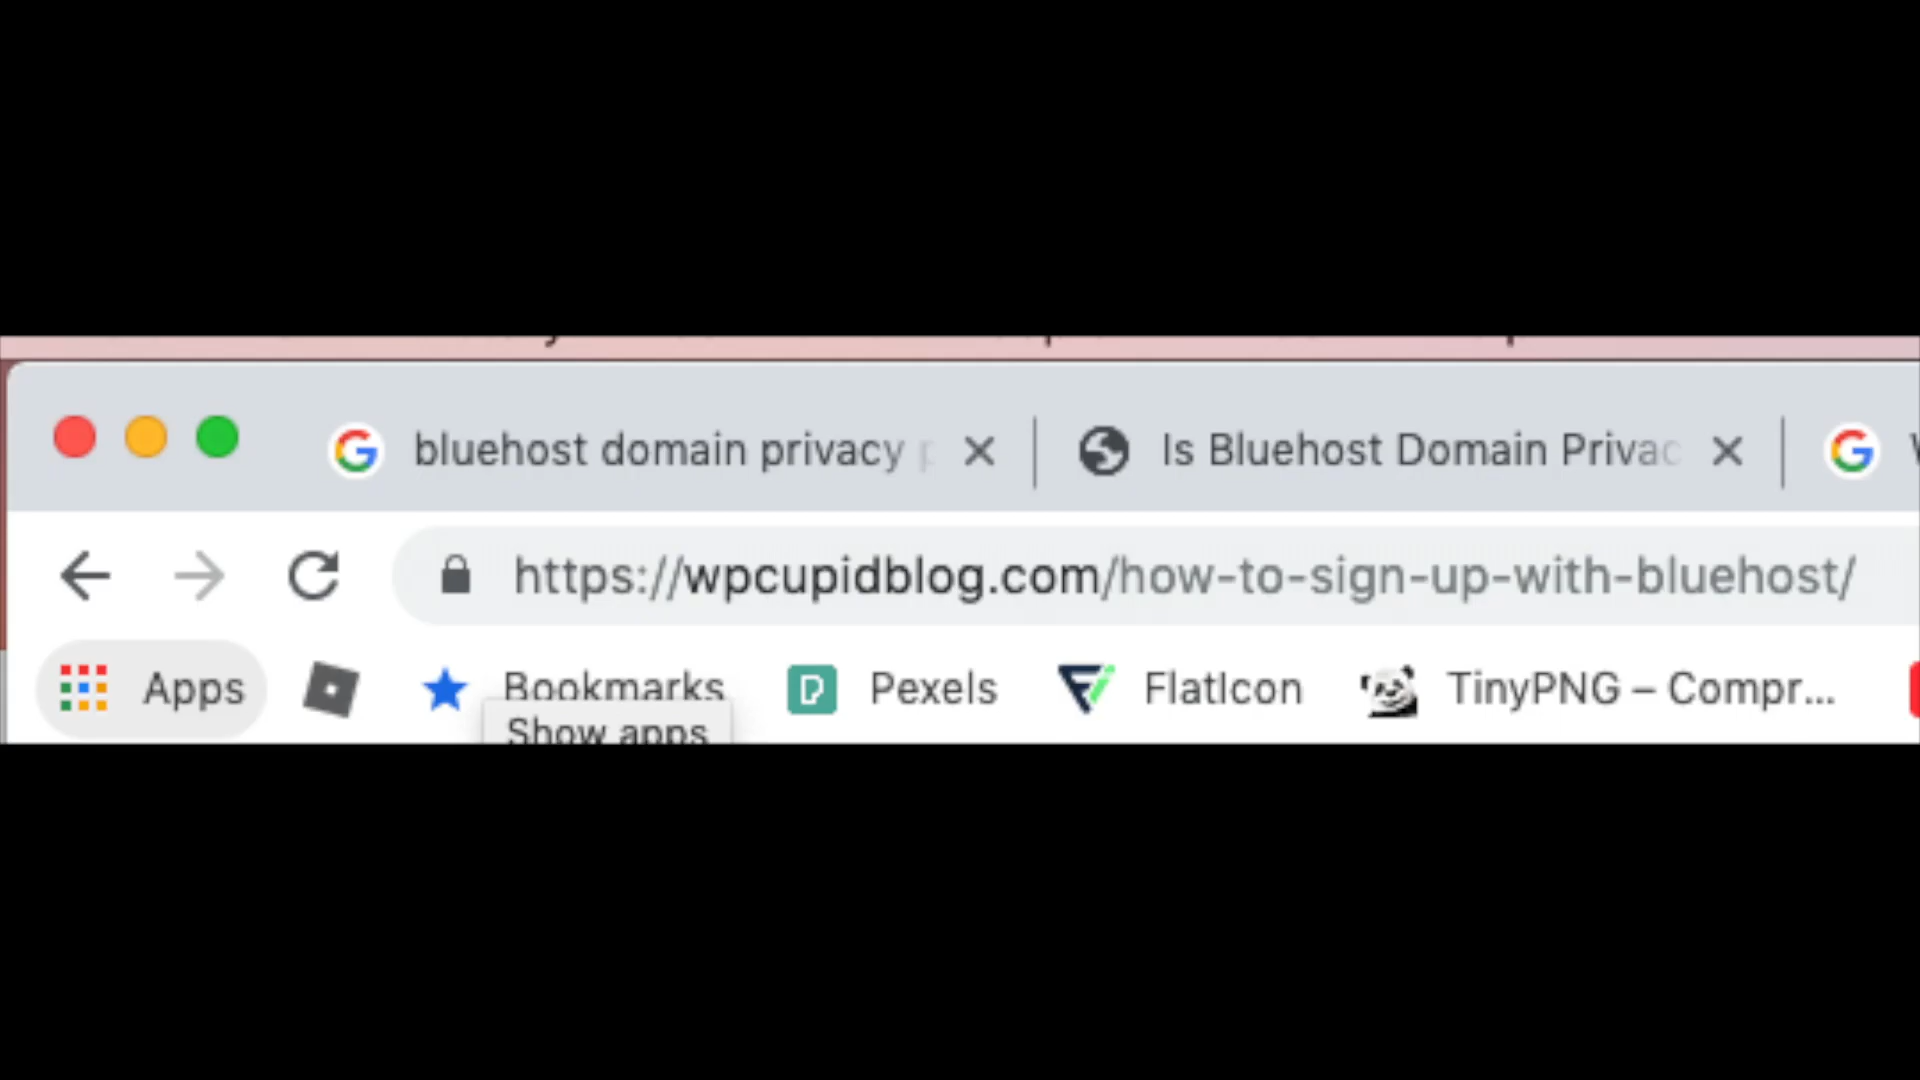 bluehost domain privacy
Is Bluehost Domain Privac
https://wpcupidblog.com/how-to-sign-up-with-bluehost/
Apps
Bookmarks
Pexels
FlatIcon
TinyPNG – Compr...
Show apps